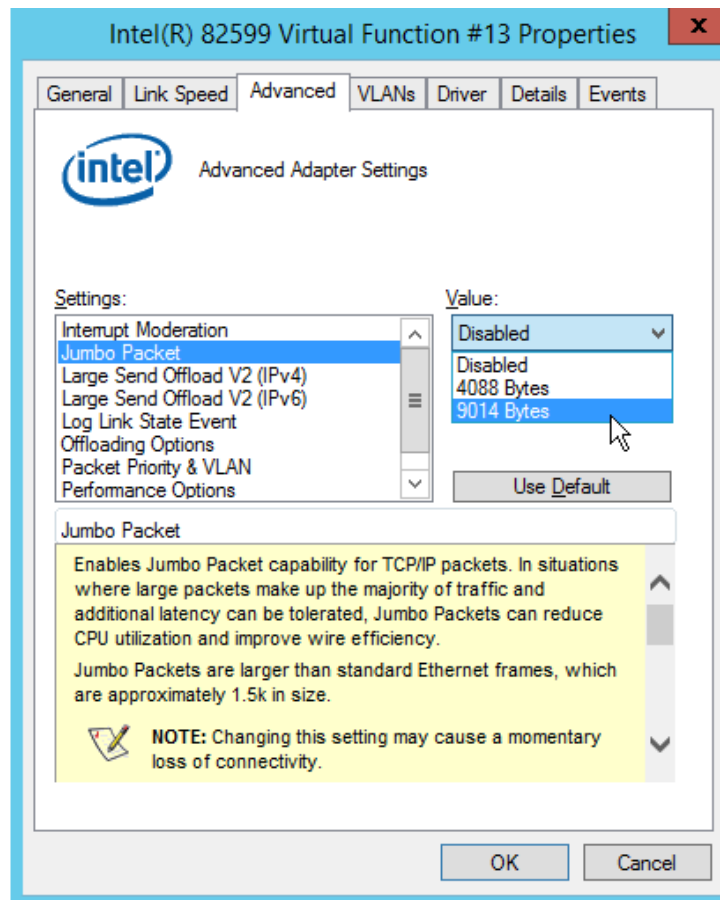 Intel(R) 82599 Virtual Function #13 Properties
x
General Link Speed Advanced VLANs Driver Details Events
intel Advanced Adapter Settings
Settings:
Value:
Interrupt Moderation
Jumbo Packet
Large Send Offload V2 (IPv4)
Large Send Offload V2 (IPv6)
Log Link State Event
Offloading Options
Packet Priority & VLAN
Performance Options
Disabled
Disabled
4088 Bytes
9014 Bytes
Use Default
Jumbo Packet
Enables Jumbo Packet capability for TCP/IP packets. In situations
where large packets make up the majority of traffic and
additional latency can be tolerated, Jumbo Packets can reduce
CPU utilization and improve wire efficiency.
Jumbo Packets are larger than standard Ethernet frames, which
are approximately 1.5k in size.
NOTE: Changing this setting may cause a momentary
loss of connectivity.
OK
Cancel